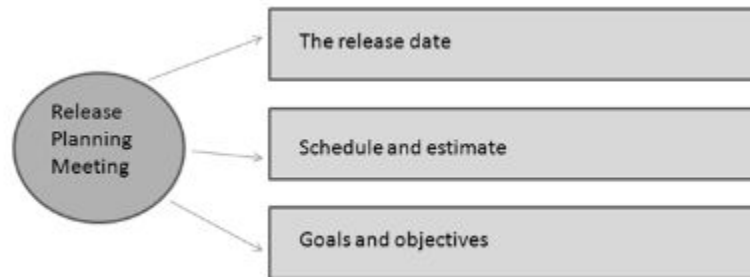 Release
Planning
Meeting
The release date
Schedule and estimate
Goals and objectives